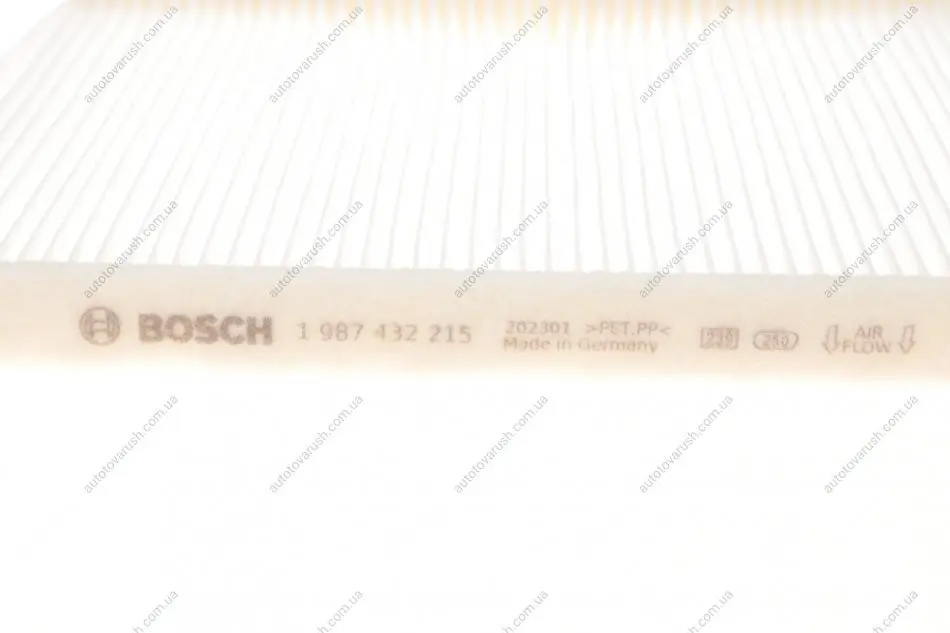 BOSCH 1 987 432 215
202301 >PET.PP<
Made in Germany
AIR
FLOW
autotovarush.com.ua